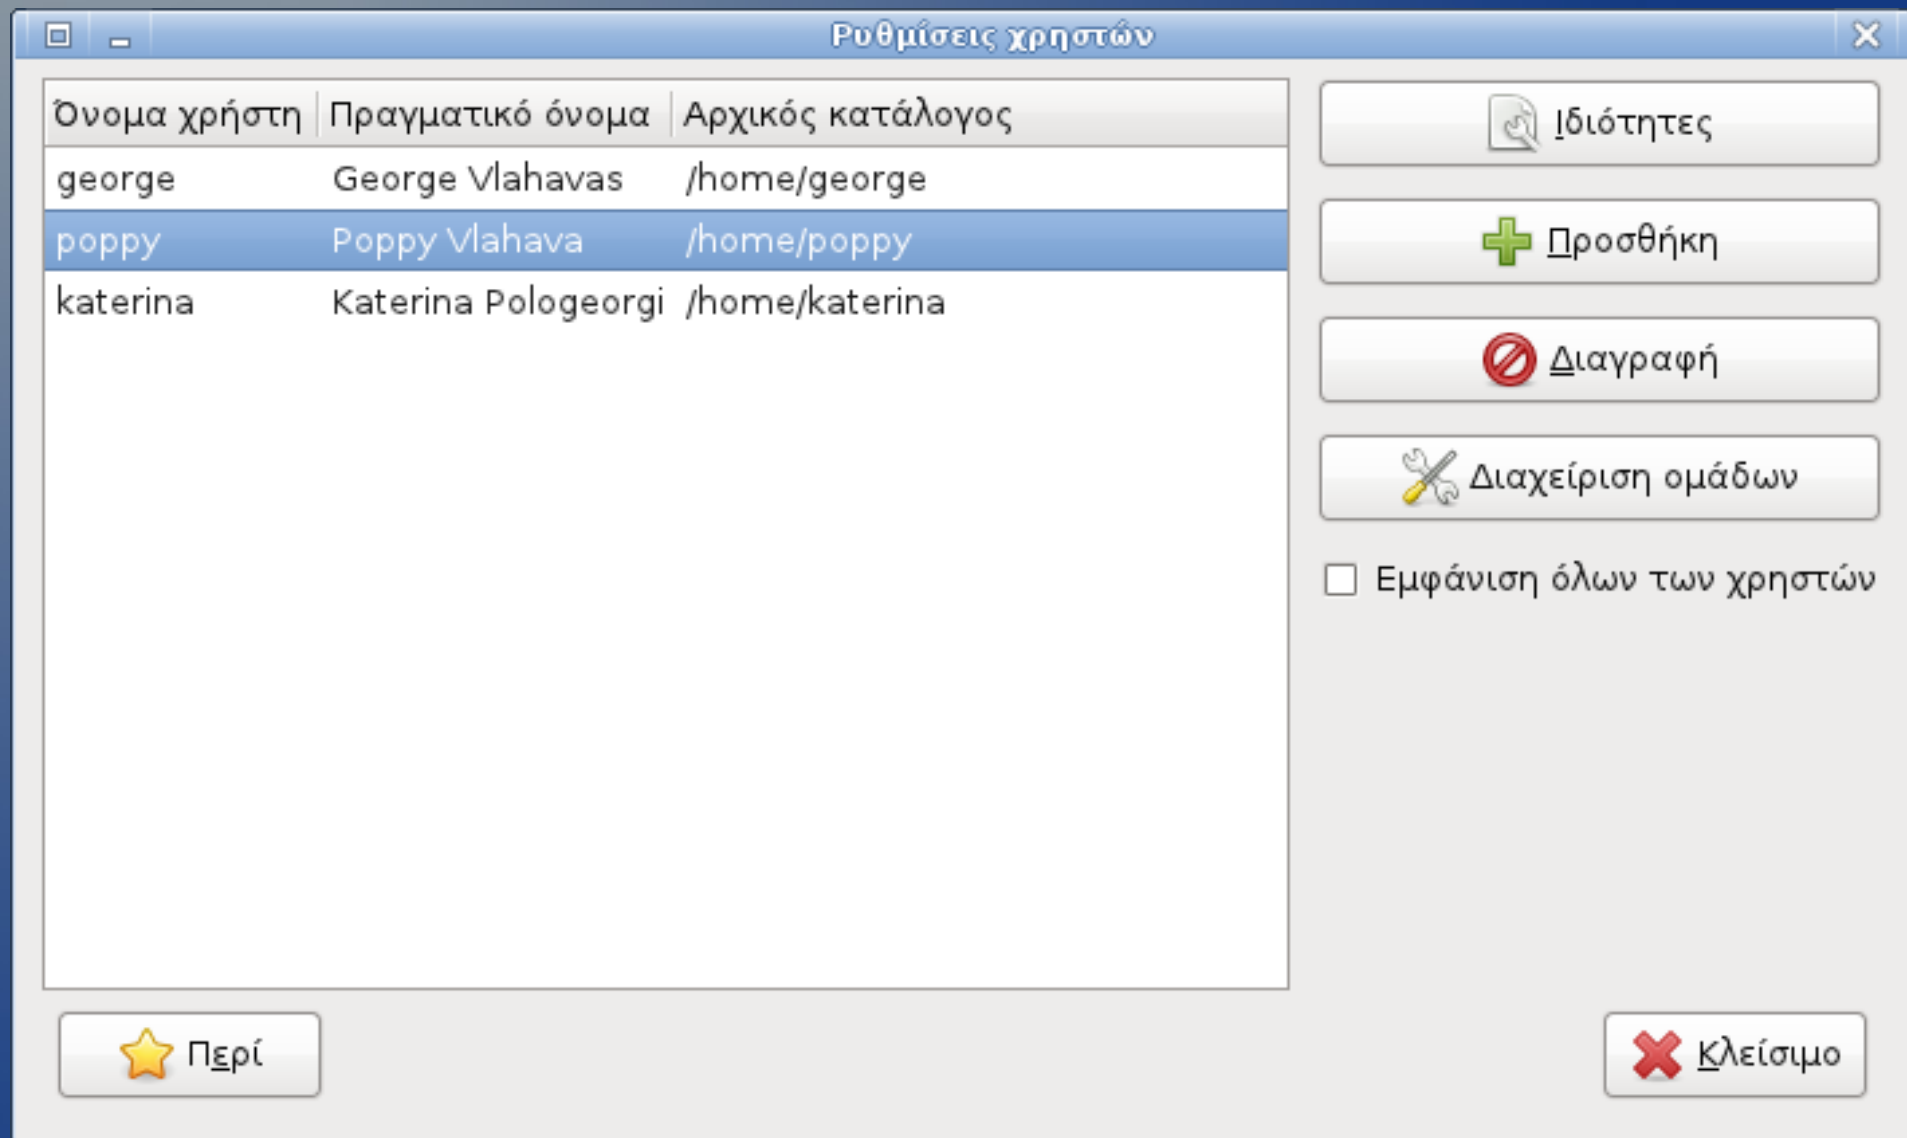 Ρυθμίσεις χρηστών
Όνομα χρήστη Πραγματικό όνομα Αρχικός κατάλογος
george George Vlahavas /home/george
poppy Poppy Vlahava /home/poppy
katerina Katerina Pologeorgi /home/katerina
Ιδιότητες
Προσθήκη
Διαγραφή
Διαχείριση ομάδων
Εμφάνιση όλων των χρηστών
Περί
Κλείσιμο